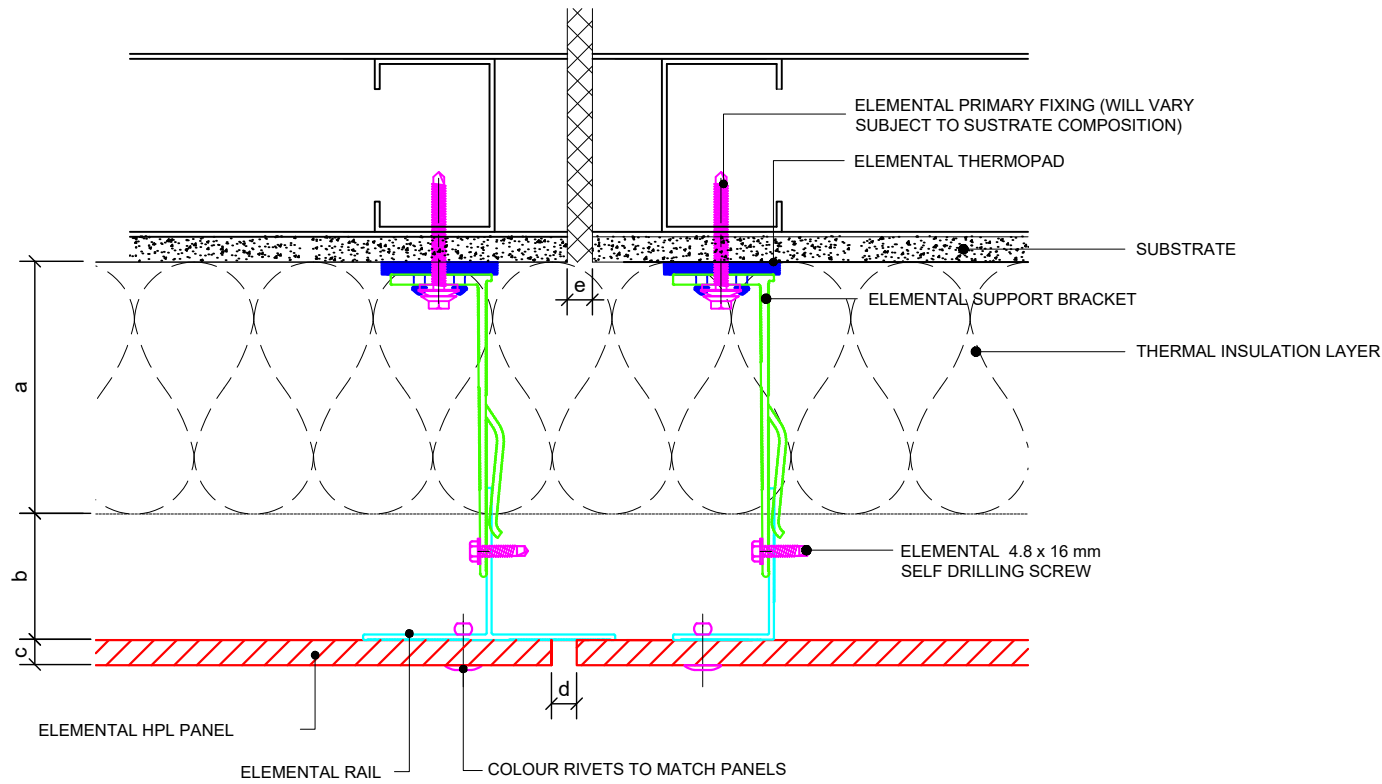 ELEMENTAL PRIMARY FIXING (WILL VARY
SUBJECT TO SUSTRATE COMPOSITION)
ELEMENTAL THERMOPAD
SUBSTRATE
e
ELEMENTAL SUPPORT BRACKET
THERMAL INSULATION LAYER
a
ELEMENTAL 4.8 x 16 mm
SELF DRILLING SCREW
b
c
d
ELEMENTAL HPL PANEL
ELEMENTAL RAIL
COLOUR RIVETS TO MATCH PANELS